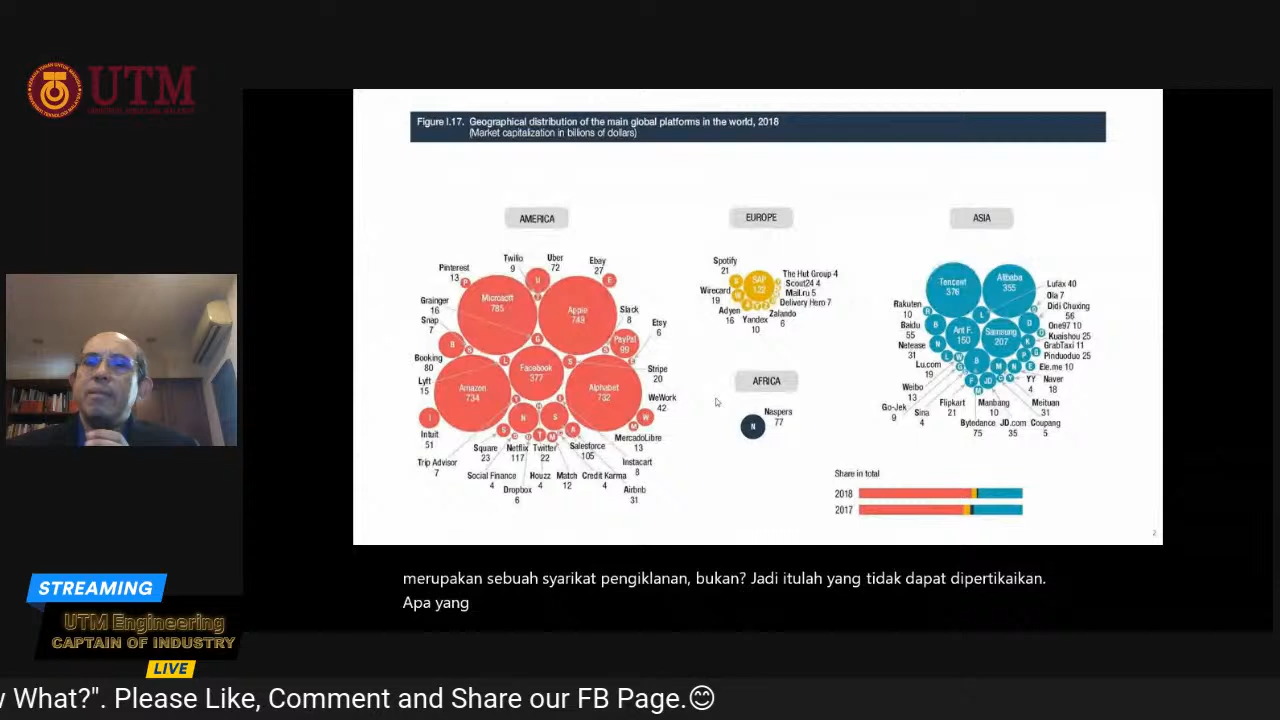 UTM
Figure I.17. Geographical distribution of the main global platforms in the world, 2018
(Market capitalization in billions of dollars)
AMERICA
EUROPE
ASIA
AFRICA
Twilio
9
Uber
72
Ebay
27
Pinterest
13
Microsoft
785
Apple
749
Grainger
16
Slack
8
Snap
7
Etsy
6
PayPal
99
Booking
80
Facebook
377
Stripe
20
Lyft
15
Amazon
734
Alphabet
732
WeWork
42
Intuit
51
MercadoLibre
13
Square
23
Netflix
117
Twitter
22
Salesforce
105
Instacart
8
Trip Advisor
7
Social Finance
4
Houzz
4
Match
12
Credit Karma
4
Dropbox
6
Airbnb
31
Spotify
21
SAP
122
The Hut Group 4
Scout24 4
Mail.ru 5
Delivery Hero 7
Wirecard
19
Adyen
16
Yandex
10
Zalando
6
Naspers
77
N
Tencent
376
Alibaba
355
Lufax 40
Ola 7
Didi Chuxing
56
Rakuten
10
One97 10
Baidu
55
Ant F.
150
Samsung
207
Kuaishou 25
GrabTaxi 11
Netease
31
Pinduoduo 25
Ele.me 10
Lu.com
19
YY
4
Naver
18
Weibo
13
Go-Jek
9
Sina
4
Flipkart
21
Manbang
10
Meituan
31
Bytedance
75
JD.com
35
Coupang
5
Share in total
2018
2017
2
merupakan sebuah syarikat pengiklanan, bukan? Jadi itulah yang tidak dapat dipertikaikan.
Apa yang
STREAMING
UTM Engineering
CAPTAIN OF INDUSTRY
LIVE
What?". Please Like, Comment and Share our FB Page.😊